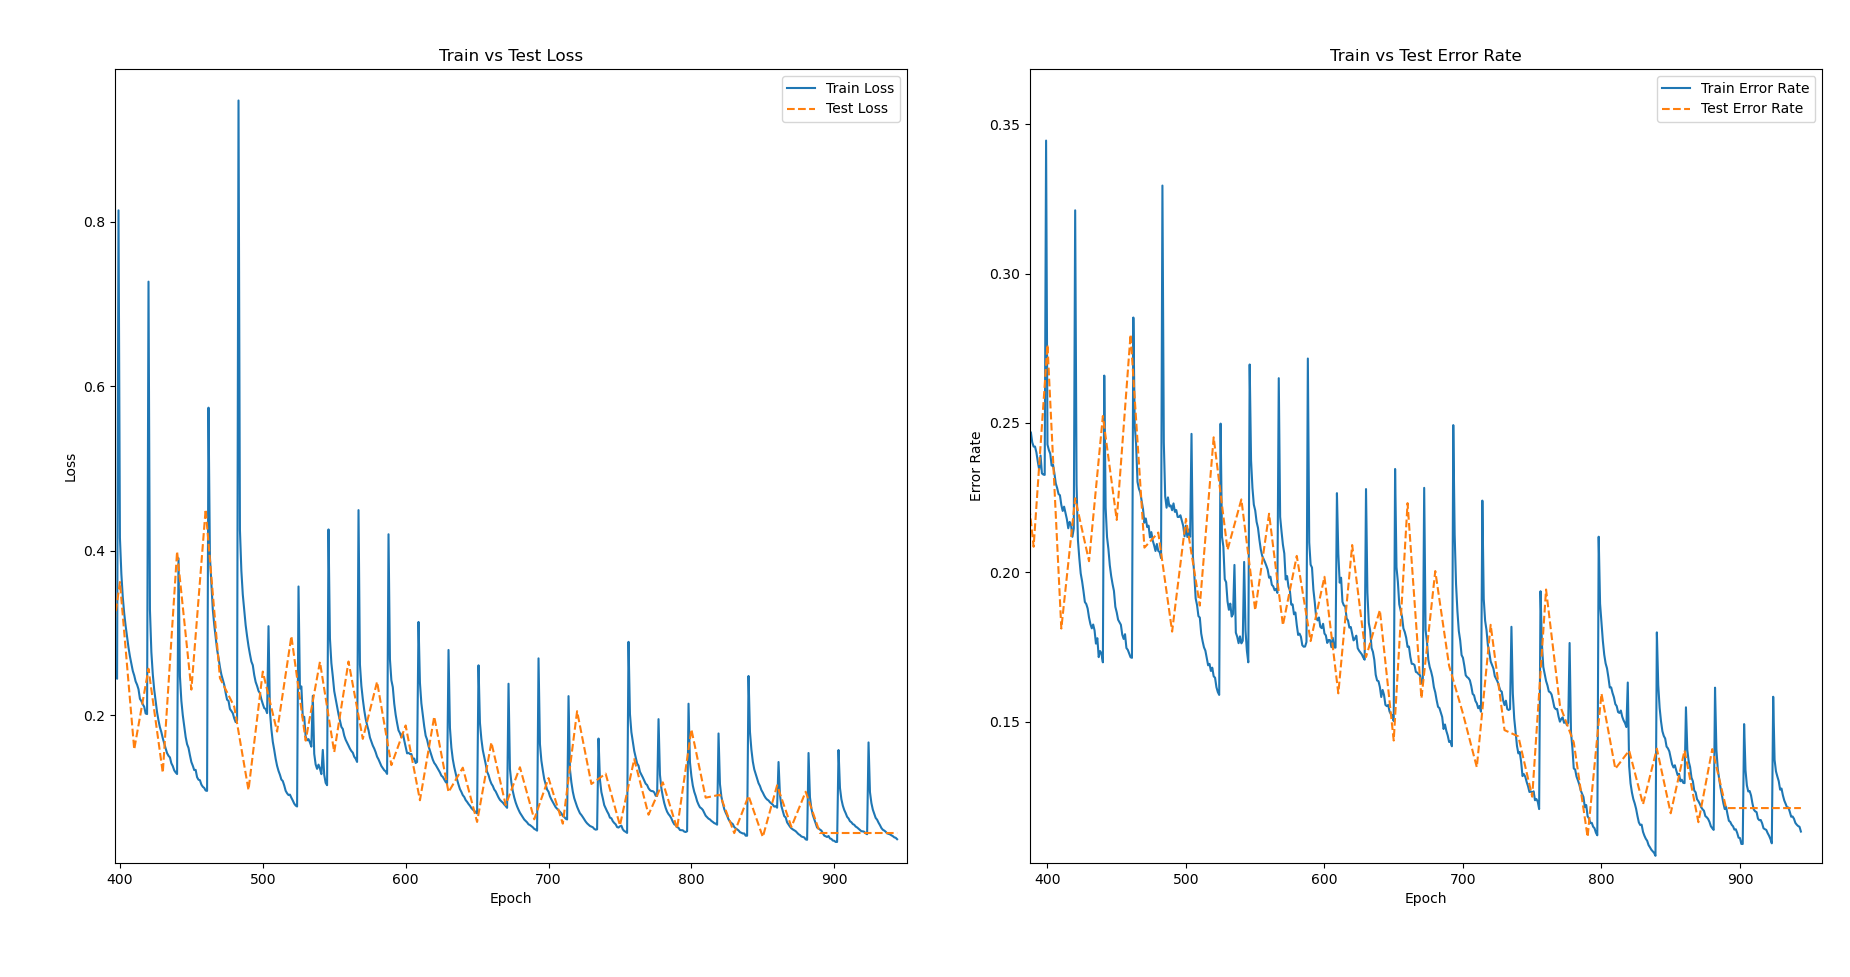 Train vs Test Loss
Train Loss
Test Loss
0.8
0.6
0.4
0.2
Loss
400 500 600 700 800 900
Epoch
Train vs Test Error Rate
Train Error Rate
Test Error Rate
0.35
0.30
0.25
0.20
0.15
Error Rate
400 500 600 700 800 900
Epoch